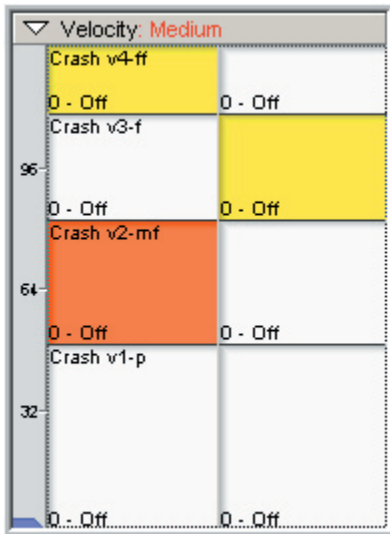 Velocity: Medium
Crash v4-ff
0 - Off 0 - Off
Crash v3-f
96
0 - Off 0 - Off
Crash v2-mf
64
0 - Off 0 - Off
Crash v1-p
32
0 - Off 0 - Off